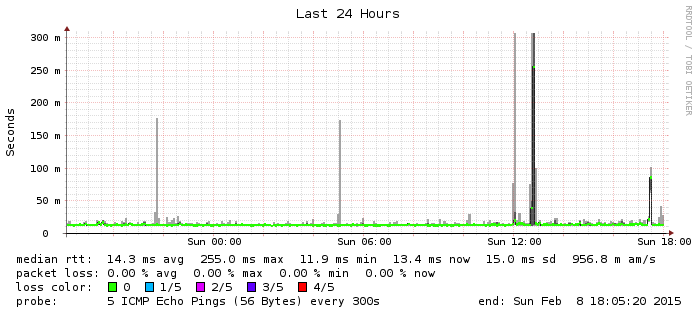 Last 24 Hours
RRDTOOL / TOBI OETIKER
Seconds
300 m
250 m
200 m
150 m
100 m
50 m
0
Sun 00:00 Sun 06:00 Sun 12:00 Sun 18:00
median rtt: 14.3 ms avg 255.0 ms max 11.9 ms min 13.4 ms now 15.0 ms sd 956.8 m am/s
packet loss: 0.00 % avg 0.00 % max 0.00 % min 0.00 % now
loss color: 0 1/5 2/5 3/5 4/5
probe: 5 ICMP Echo Pings (56 Bytes) every 300s end: Sun Feb 8 18:05:20 2015